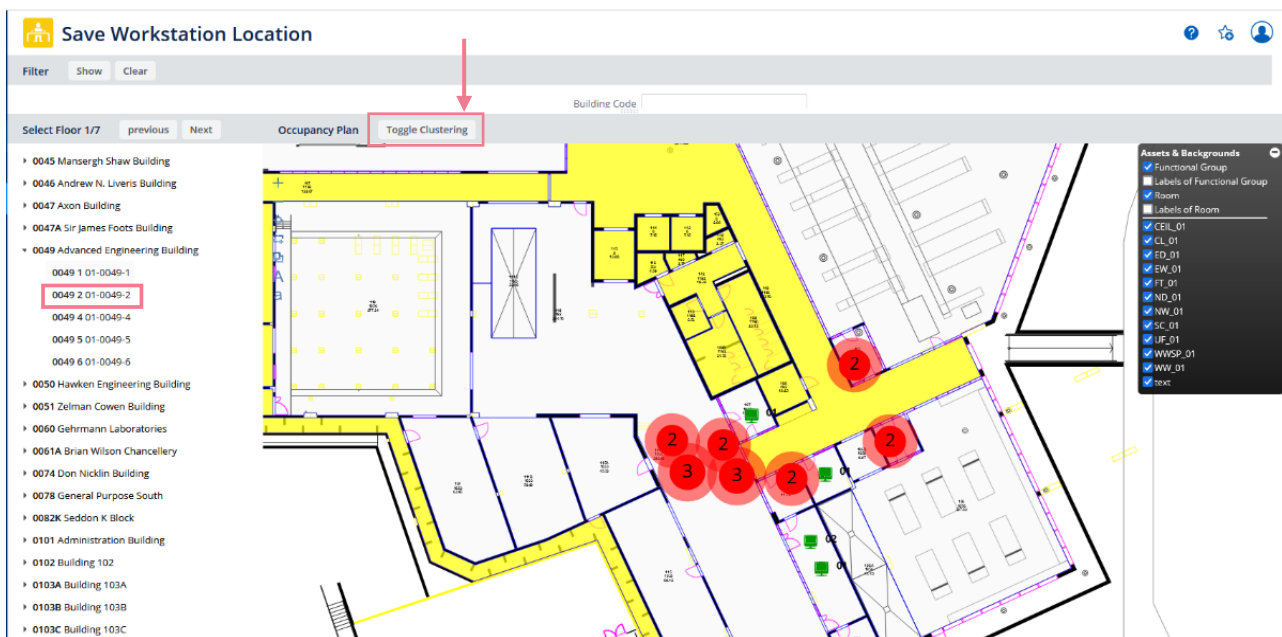 Save Workstation Location
Filter Show Clear
Building Code
Select Floor 1/7 previous Next Occupancy Plan Toggle Clustering
0045 Mansergh Shaw Building
0046 Andrew N. Liveris Building
0047 Axon Building
0047A Sir James Foots Building
0049 Advanced Engineering Building
0049 1 01-0049-1
0049 2 01-0049-2
0049 4 01-0049-4
0049 5 01-0049-5
0049 6 01-0049-6
0050 Hawken Engineering Building
0051 Zelman Cowen Building
0060 Gehrmann Laboratories
0061A Brian Wilson Chancellery
0074 Don Nicklin Building
0078 General Purpose South
0082K Seddon K Block
0101 Administration Building
0102 Building 102
0103A Building 103A
0103B Building 103B
0103C Building 103C
2
01
2
2
2
3
3
2
01
02
01
Assets & Backgrounds
Functional Group
Labels of Functional Group
Room
Labels of Room
CEIL_01
CL_01
ED_01
EW_01
FT_01
ND_01
NW_01
SC_01
UF_01
WWSP_01
WW_01
text